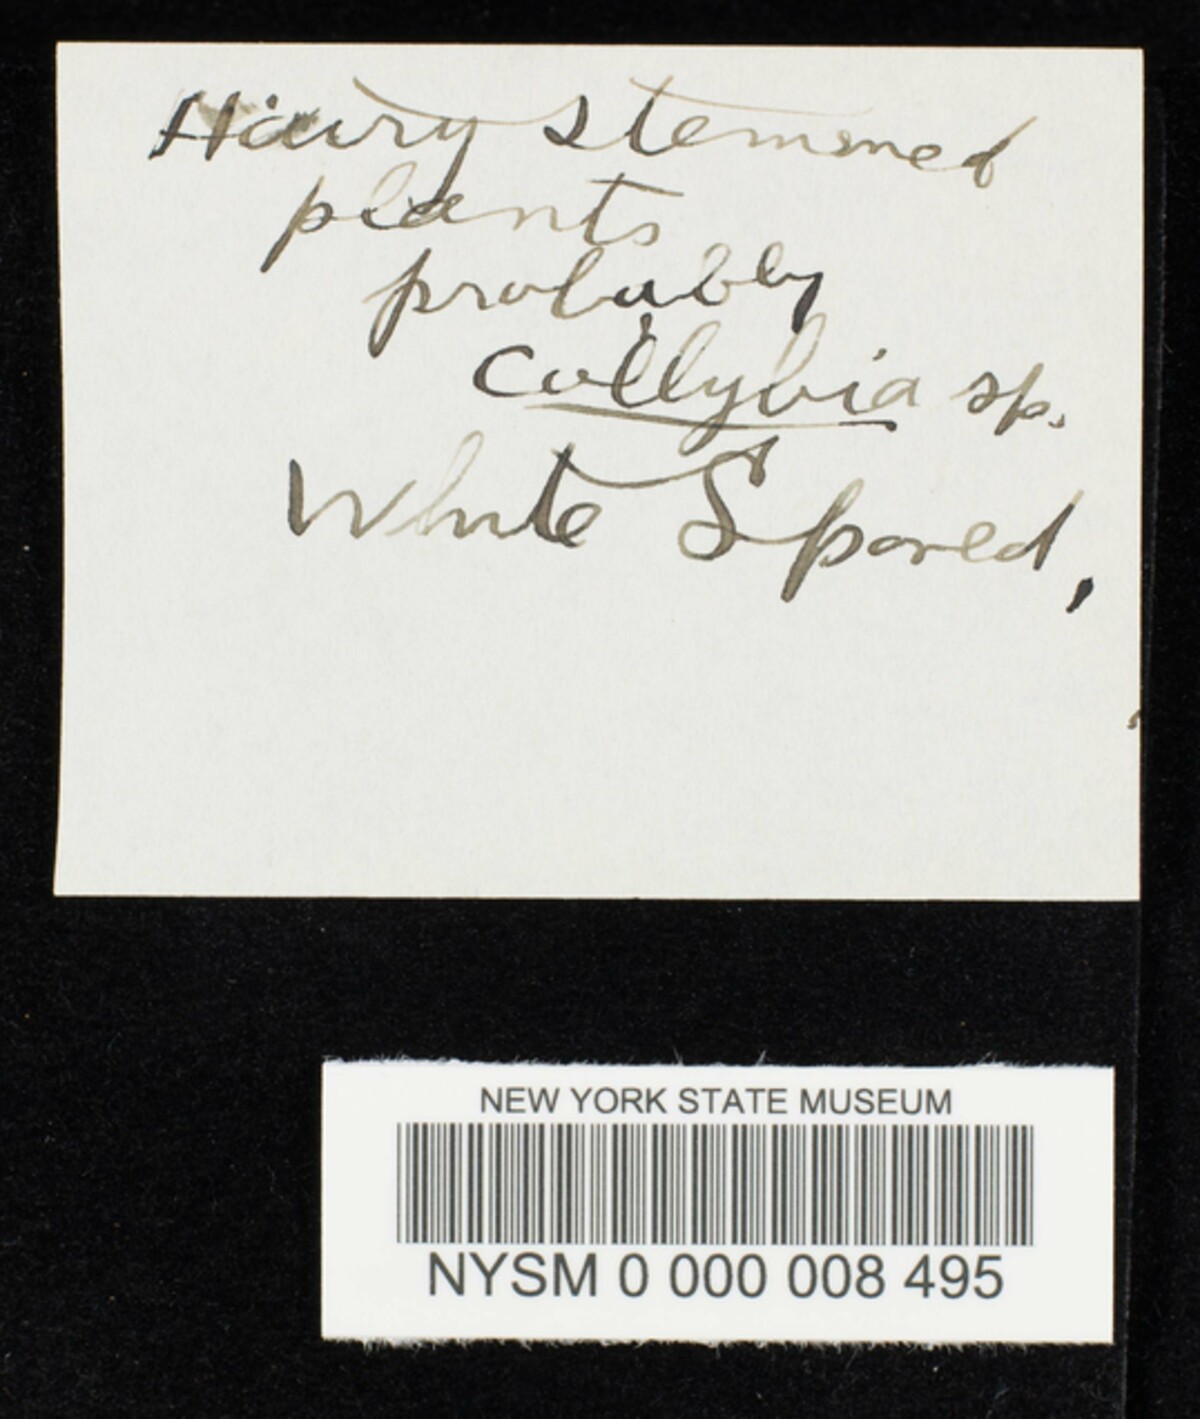 Hairy stemmed
plants
probably
Collybia sp.
White Spored,
NEW YORK STATE MUSEUM
NYSM 0 000 008 495